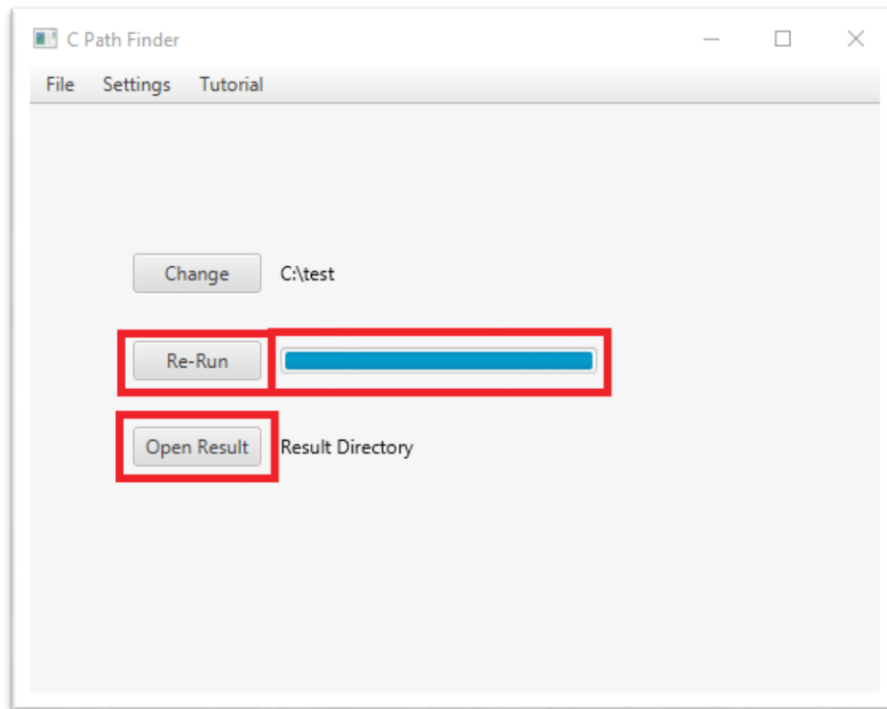 C Path Finder
File Settings Tutorial
Change C:\test
Re-Run
Open Result Result Directory